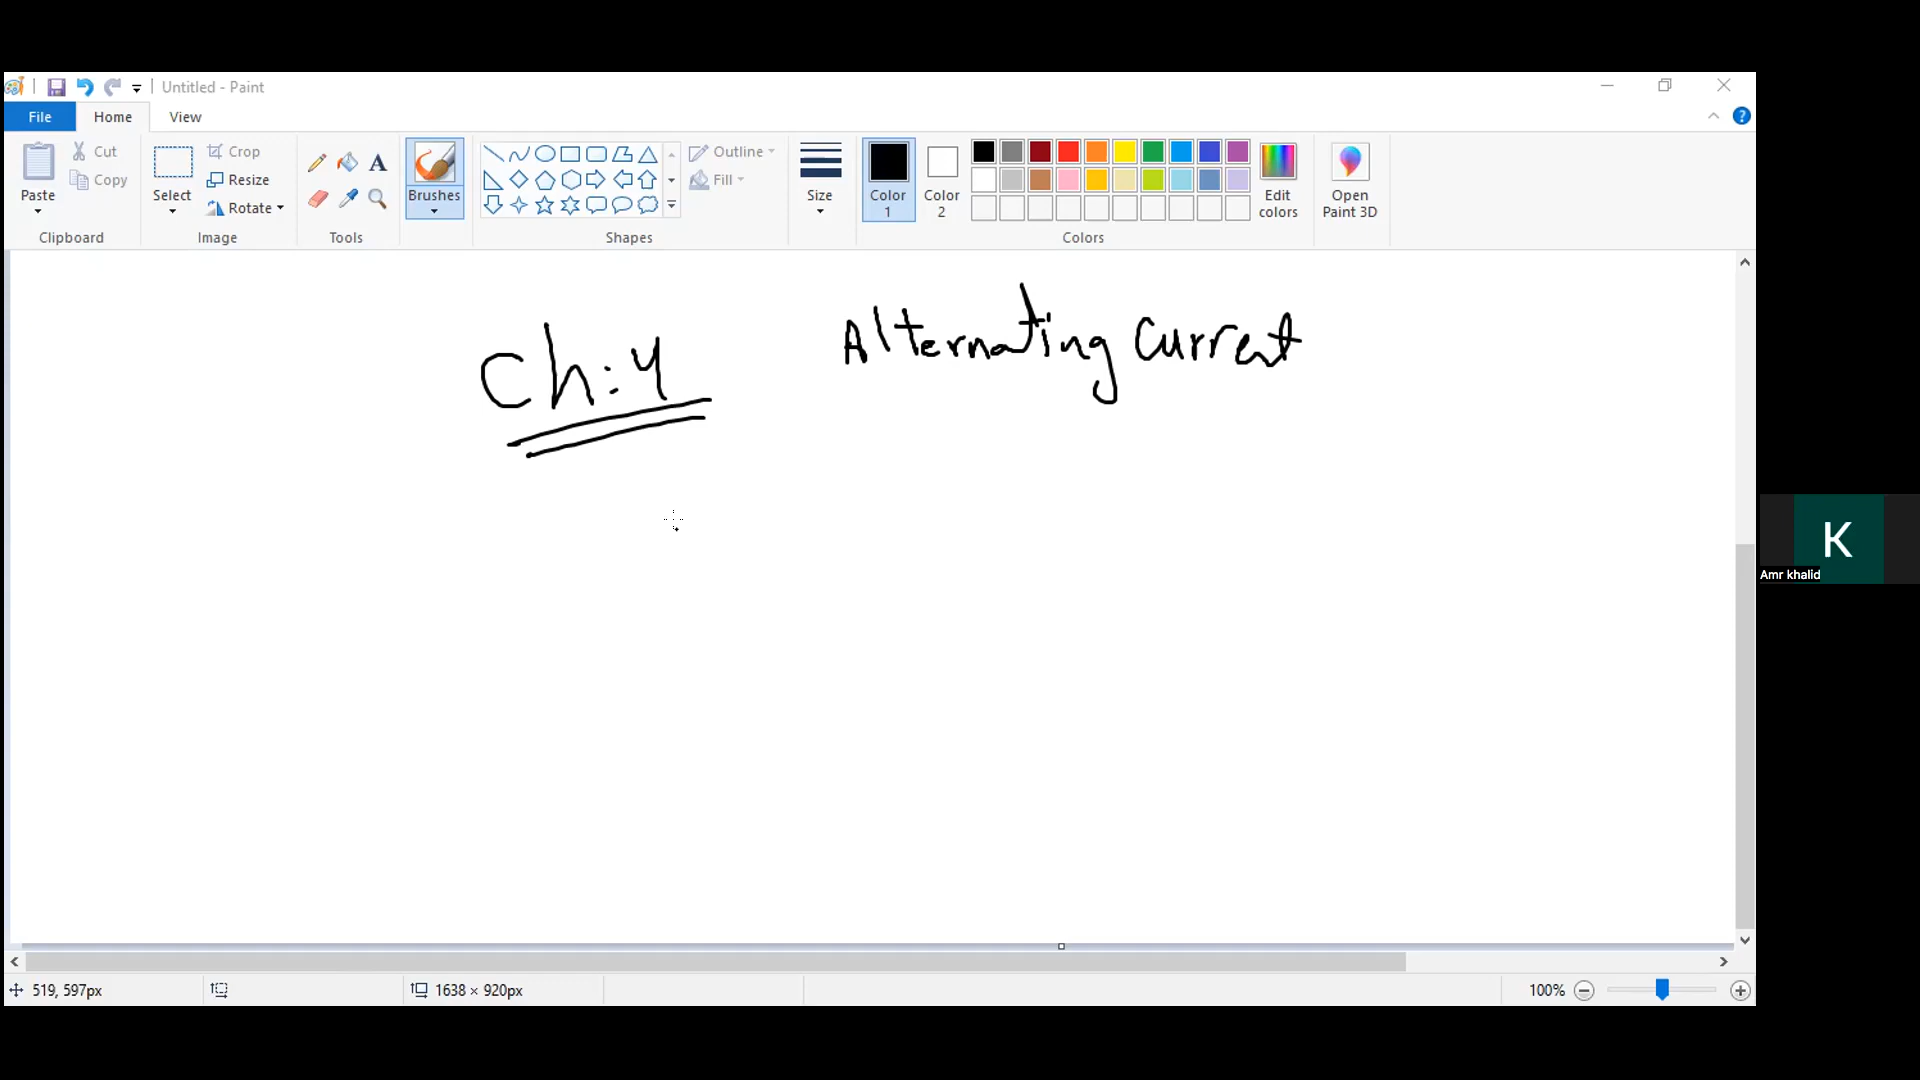 Untitled - Paint
File Home View
Paste
Cut
Copy
Clipboard
Select
Crop
Resize
Rotate
Image
A
Tools
Brushes
Outline
Fill
Shapes
Size
Color 1
Color 2
Edit colors
Colors
Open Paint 3D
?
Ch:4
Alternating Current
K
Amr khalid
519, 597px
1638 × 920px
100%